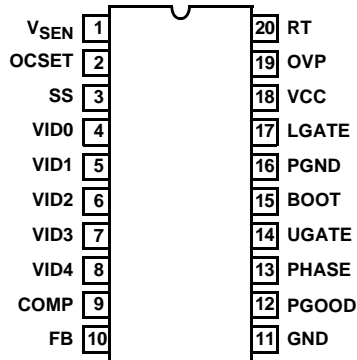 VSEN 1 20 RT
OCSET 2 19 OVP
SS 3 18 VCC
VID0 4 17 LGATE
VID1 5 16 PGND
VID2 6 15 BOOT
VID3 7 14 UGATE
VID4 8 13 PHASE
COMP 9 12 PGOOD
FB 10 11 GND